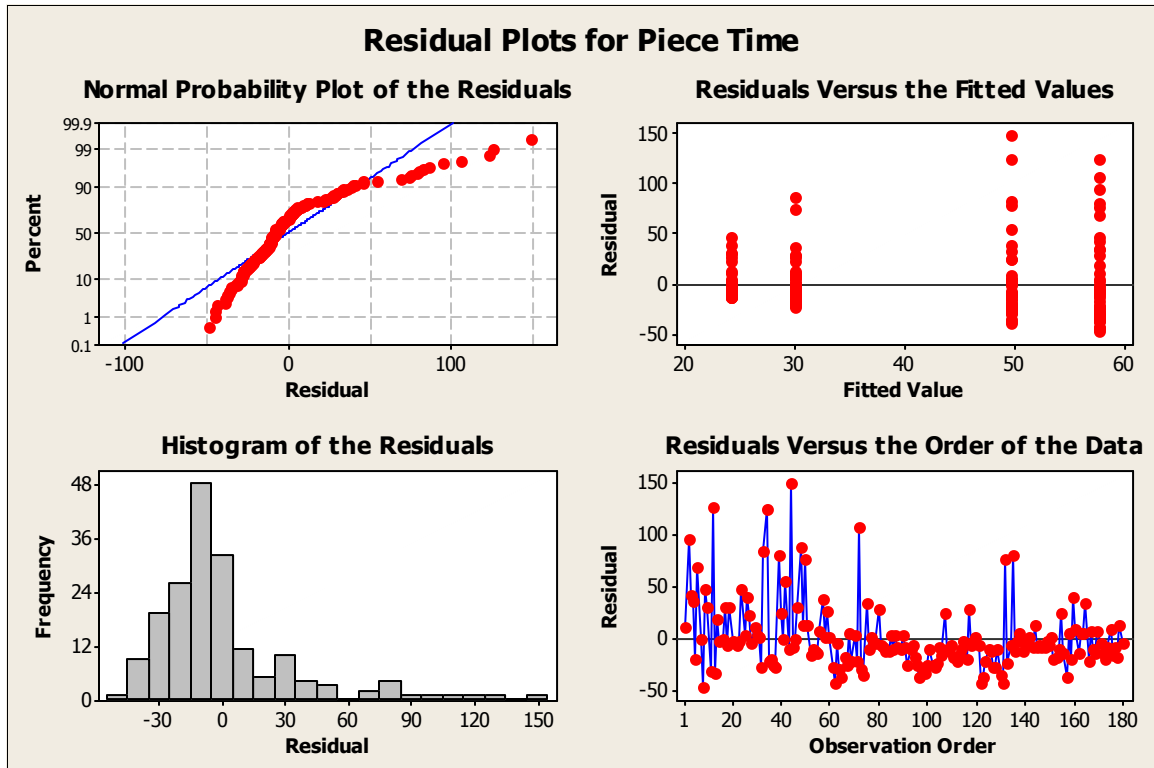 Residual Plots for Piece Time
Normal Probability Plot of the Residuals
99.9
99
90
50
10
1
0.1
Percent
-100 0 100
Residual
Residuals Versus the Fitted Values
150
100
50
0
-50
Residual
20 30 40 50 60
Fitted Value
Histogram of the Residuals
48
36
24
12
0
Frequency
-30 0 30 60 90 120 150
Residual
Residuals Versus the Order of the Data
150
100
50
0
-50
Residual
1 20 40 60 80 100 120 140 160 180
Observation Order